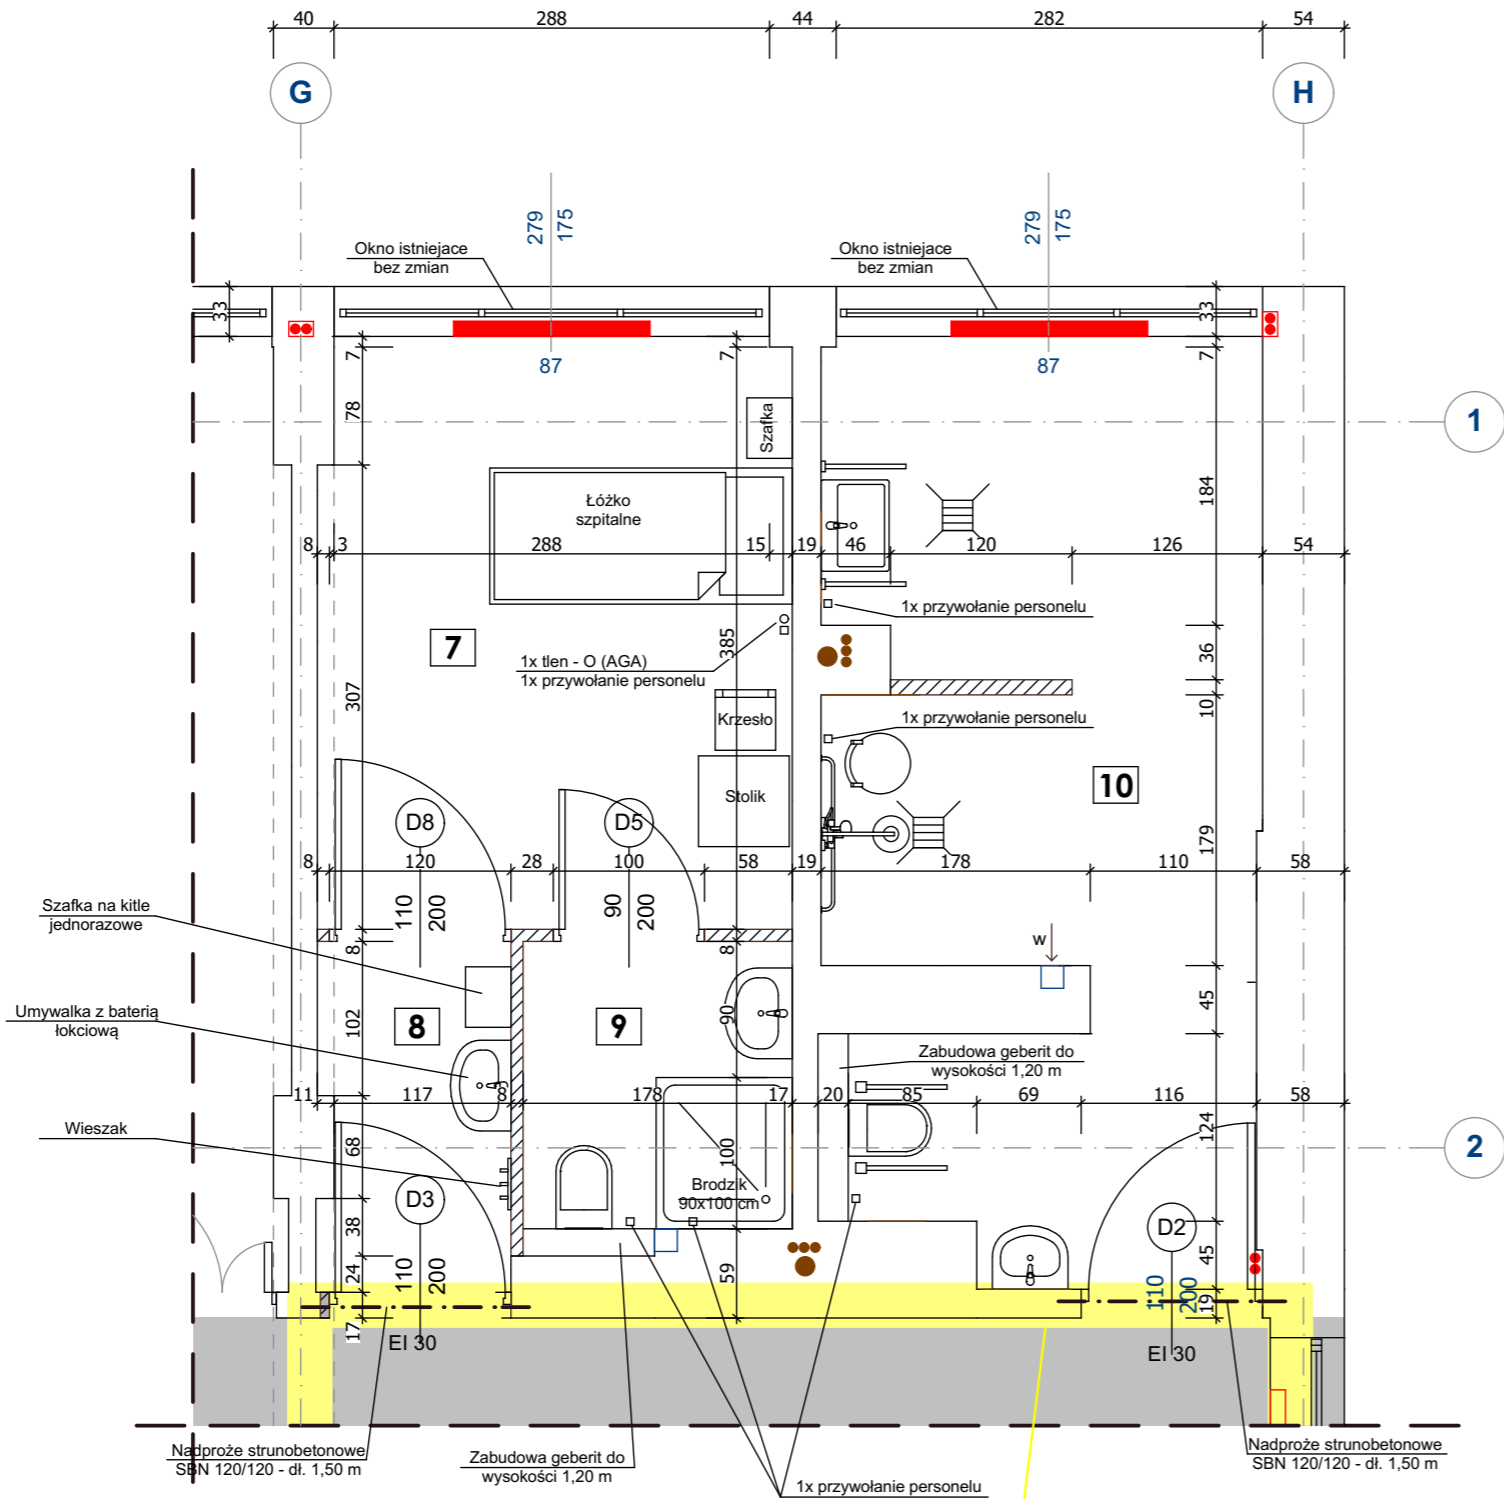 40
288
44
282
54
G
H
279
175
279
175
Okno istniejace
bez zmian
Okno istniejace
bez zmian
33
33
7
87
7
87
7
78
Szafka
1
184
Łóżko
szpitalne
8
3
288
15
19
46
120
126
54
1x przywołanie personelu
7
385
36
1x tlen - O (AGA)
1x przywołanie personelu
307
10
Krzesło
1x przywołanie personelu
10
Stolik
D8
D5
179
8
120
28
100
58
19
178
110
58
110
200
90
200
Szafka na kitle
jednorazowe
8
8
w
45
Umywalka z baterią
łokciową
102
8
9
90
Zabudowa geberit do
wysokości 1,20 m
11
117
8
178
17
20
85
69
116
58
124
Wieszak
68
100
2
Brodzik
90x100 cm
D3
D2
38
24
110
200
59
45
110
200
19
17
EI 30
EI 30
Nadproże strunobetonowe
SBN 120/120 - dł. 1,50 m
Zabudowa geberit do
wysokości 1,20 m
1x przywołanie personelu
Nadproże strunobetonowe
SBN 120/120 - dł. 1,50 m